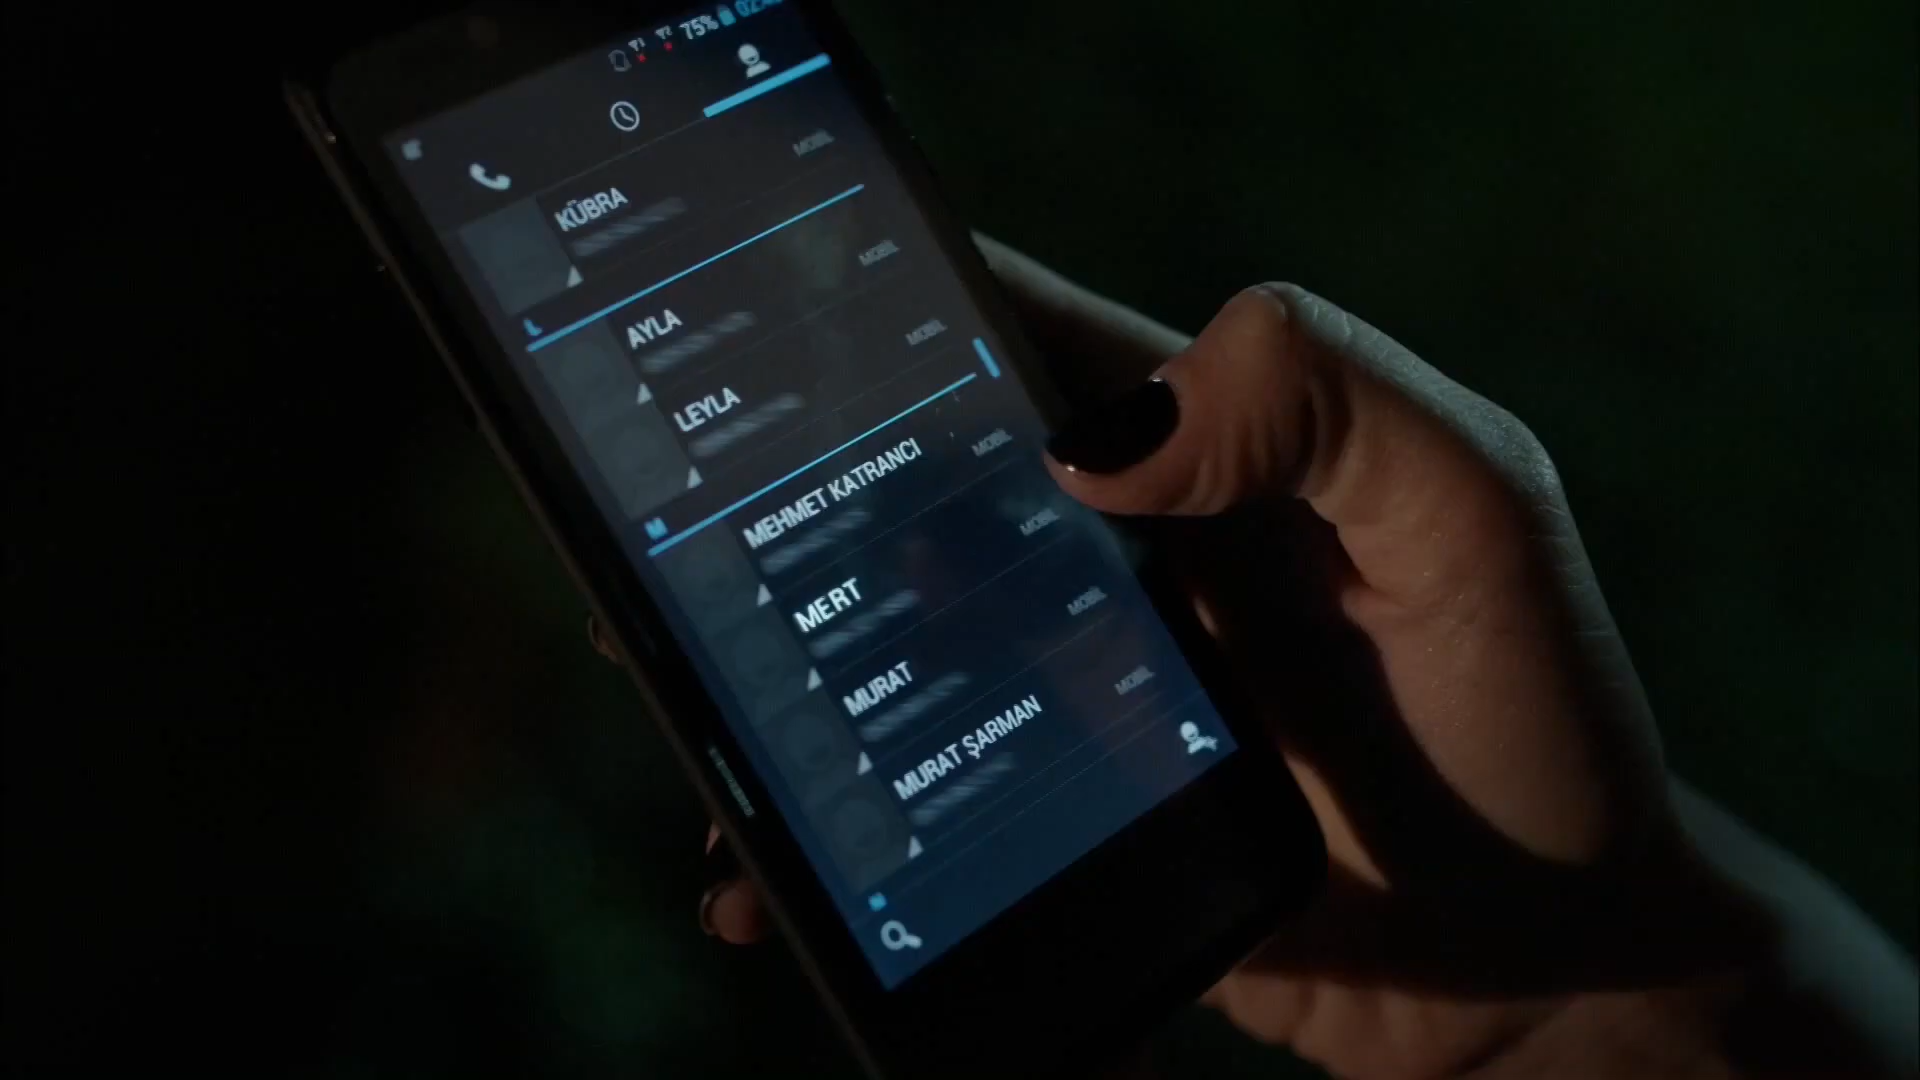 75%
MOBİL
KÜBRA
L
MOBİL
AYLA
MOBİL
LEYLA
M
MOBİL
MEHMET KATRANCI
MOBİL
MERT
MOBİL
MURAT
MOBİL
MURAT ŞARMAN